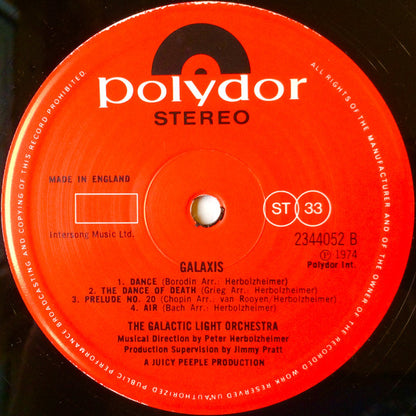 polydor
STEREO
MADE IN ENGLAND
Intersong Music Ltd.
ST 33
2344052 B
℗ 1974
Polydor Int.
GALAXIS
1. DANCE (Borodin Arr.: Herbolzheimer)
2. THE DANCE OF DEATH (Grieg Arr.: Herbolzheimer)
3. PRELUDE NO. 20 (Chopin Arr.: van Rooyen/Herbolzheimer)
4. AIR (Bach Arr.: Herbolzheimer)
THE GALACTIC LIGHT ORCHESTRA
Musical Direction by Peter Herbolzheimer
Production Supervision by Jimmy Pratt
A JUICY PEEPLE PRODUCTION
ALL RIGHTS OF THE MANUFACTURER AND OF THE OWNER OF THE RECORDED WORK RESERVED UNAUTHORIZED PUBLIC PERFORMANCE BROADCASTING AND COPYING OF THIS RECORD PROHIBITED.